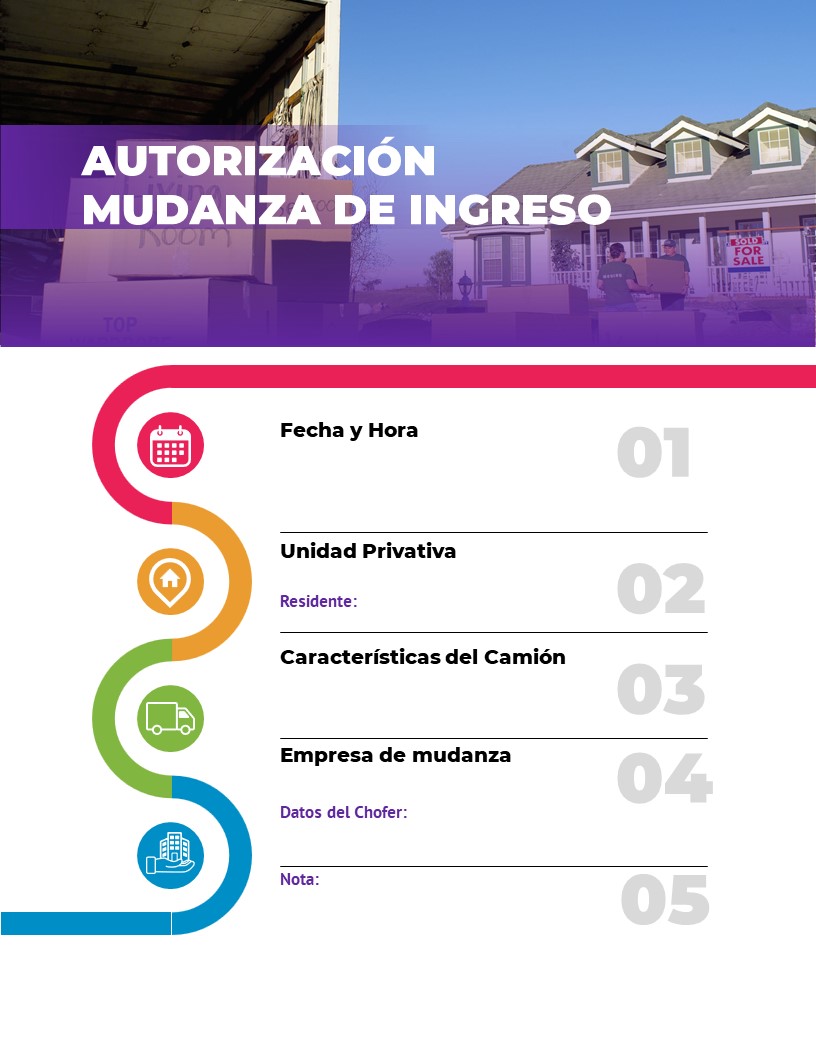 AUTORIZACIÓN
MUDANZA DE INGRESO
Living
Room
TOP
SOLD
FOR
SALE
Fecha y Hora
01
Unidad Privativa
Residente:
02
Características del Camión
03
Empresa de mudanza
04
Datos del Chofer:
Nota:
05